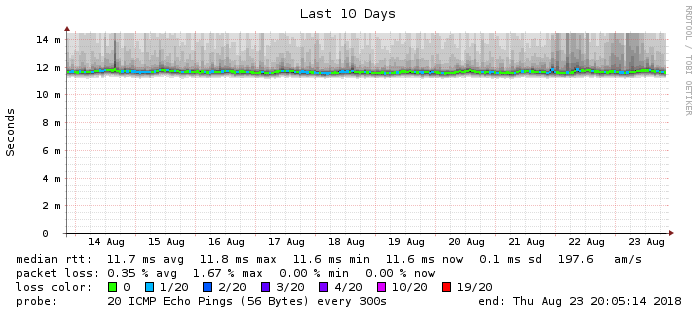 Last 10 Days
RRDTOOL / TOBI OETIKER
Seconds
14 m
12 m
10 m
8 m
6 m
4 m
2 m
0
14 Aug 15 Aug 16 Aug 17 Aug 18 Aug 19 Aug 20 Aug 21 Aug 22 Aug 23 Aug
median rtt: 11.7 ms avg 11.8 ms max 11.6 ms min 11.6 ms now 0.1 ms sd 197.6 am/s
packet loss: 0.35 % avg 1.67 % max 0.00 % min 0.00 % now
loss color: 0 1/20 2/20 3/20 4/20 10/20 19/20
probe: 20 ICMP Echo Pings (56 Bytes) every 300s end: Thu Aug 23 20:05:14 2018